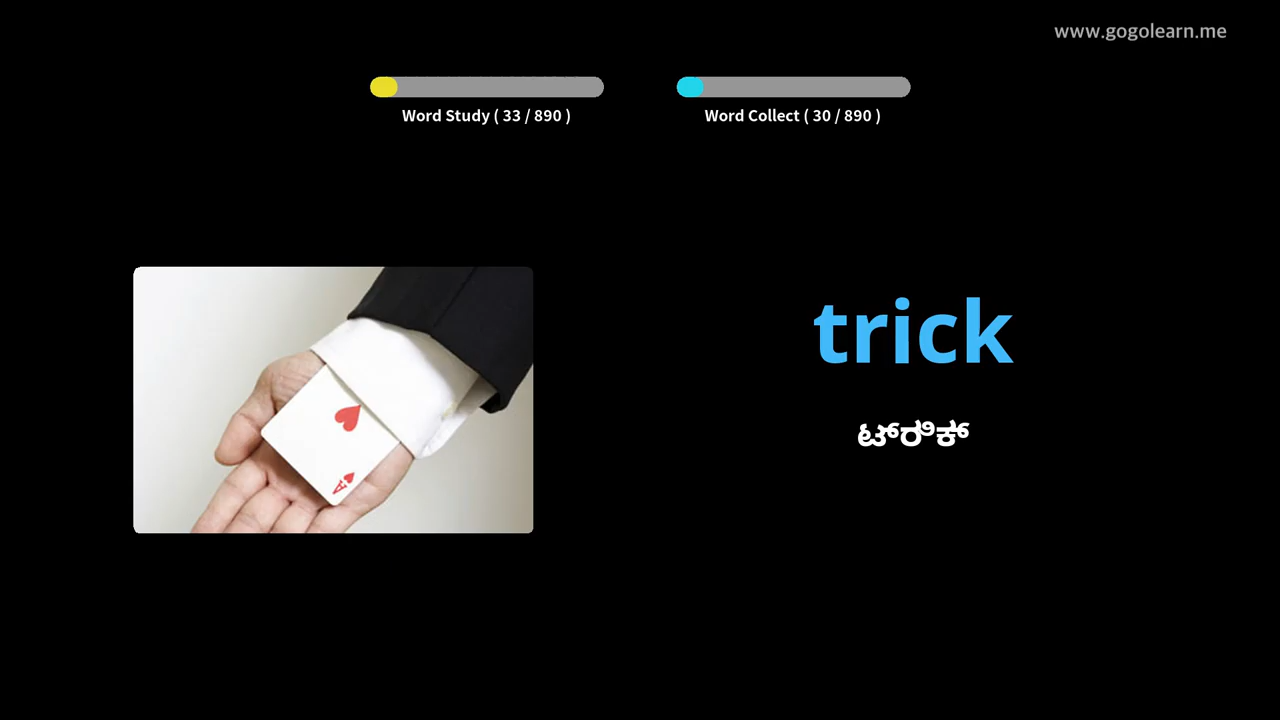 www.gogolearn.me
Word Study ( 33 / 890 )
Word Collect ( 30 / 890 )
trick
ಟ್‌ರಿಕ್
A